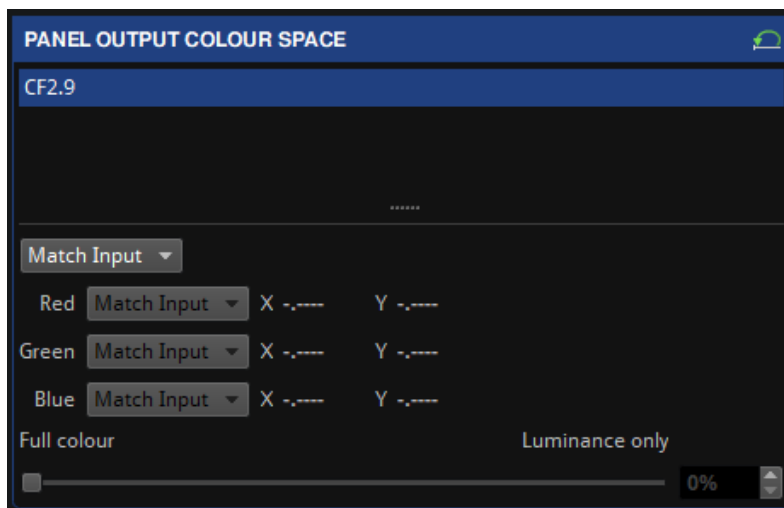 PANEL OUTPUT COLOUR SPACE
CF2.9
Match Input
Red Match Input X -.---- Y -.----
Green Match Input X -.---- Y -.----
Blue Match Input X -.---- Y -.----
Full colour Luminance only
0%